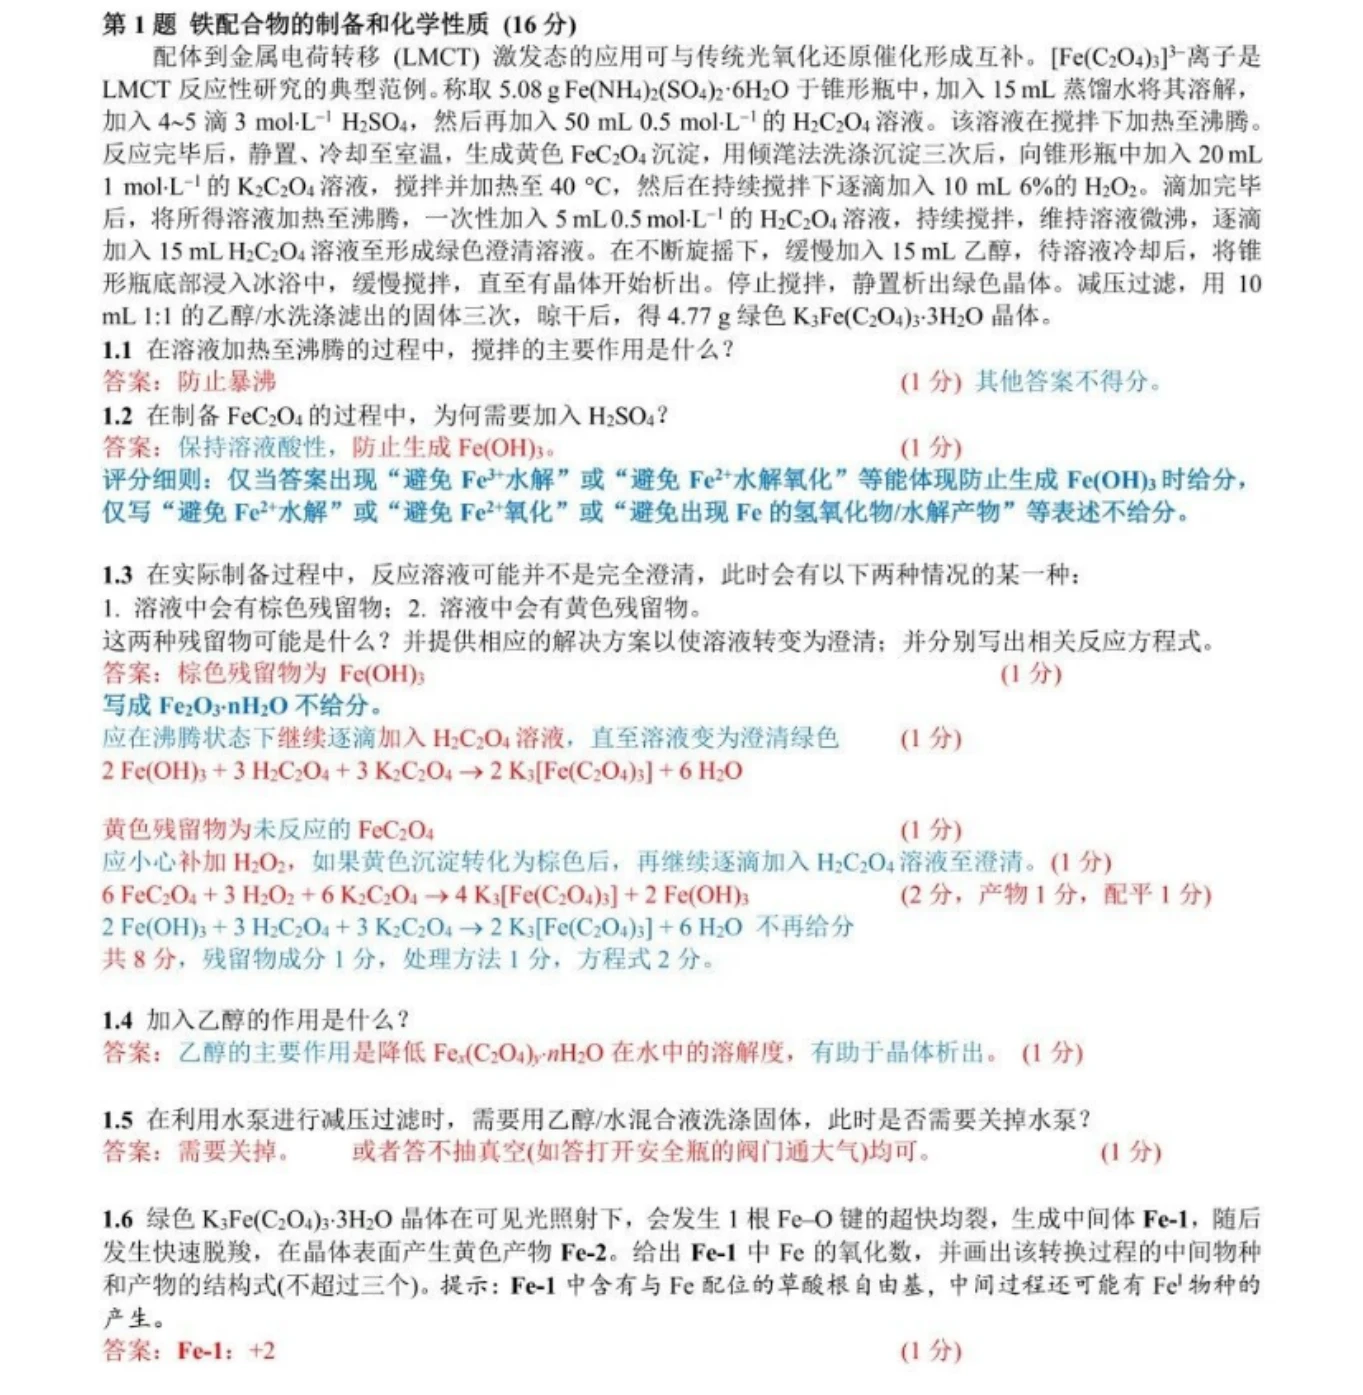 第 1 题 铁配合物的制备和化学性质 (16 分)
配体到金属电荷转移 (LMCT) 激发态的应用可与传统光氧化还原催化形成互补。[Fe(C₂O₄)₃]³⁻离子是
LMCT 反应性研究的典型范例。称取 5.08 g Fe(NH₄)₂(SO₄)₂·6H₂O 于锥形瓶中，加入 15 mL 蒸馏水将其溶解，
加入 4~5 滴 3 mol·L⁻¹ H₂SO₄，然后再加入 50 mL 0.5 mol·L⁻¹ 的 H₂C₂O₄ 溶液。该溶液在搅拌下加热至沸腾。
反应完毕后，静置、冷却至室温，生成黄色 FeC₂O₄ 沉淀，用倾滗法洗涤沉淀三次后，向锥形瓶中加入 20 mL
1 mol·L⁻¹ 的 K₂C₂O₄ 溶液，搅拌并加热至 40 °C，然后在持续搅拌下逐滴加入 10 mL 6%的 H₂O₂。滴加完毕
后，将所得溶液加热至沸腾，一次性加入 5 mL 0.5 mol·L⁻¹ 的 H₂C₂O₄ 溶液，持续搅拌，维持溶液微沸，逐滴
加入 15 mL H₂C₂O₄ 溶液至形成绿色澄清溶液。在不断旋摇下，缓慢加入 15 mL 乙醇，待溶液冷却后，将锥
形瓶底部浸入冰浴中，缓慢搅拌，直至有晶体开始析出。停止搅拌，静置析出绿色晶体。减压过滤，用 10
mL 1:1 的乙醇/水洗涤滤出的固体三次，晾干后，得 4.77 g 绿色 K₃Fe(C₂O₄)₃·3H₂O 晶体。
1.1 在溶液加热至沸腾的过程中，搅拌的主要作用是什么？
答案：防止暴沸 (1 分) 其他答案不得分。
1.2 在制备 FeC₂O₄ 的过程中，为何需要加入 H₂SO₄？
答案：保持溶液酸性，防止生成 Fe(OH)₃。 (1 分)
评分细则：仅当答案出现“避免 Fe³⁺水解”或“避免 Fe²⁺水解氧化”等能体现防止生成 Fe(OH)₃ 时给分，
仅写“避免 Fe²⁺水解”或“避免 Fe²⁺氧化”或“避免出现 Fe 的氢氧化物/水解产物”等表述不给分。
1.3 在实际制备过程中，反应溶液可能并不是完全澄清，此时会有以下两种情况的某一种：
1. 溶液中会有棕色残留物；2. 溶液中会有黄色残留物。
这两种残留物可能是什么？并提供相应的解决方案以使溶液转变为澄清；并分别写出相关反应方程式。
答案：棕色残留物为 Fe(OH)₃ (1 分)
写成 Fe₂O₃·nH₂O 不给分。
应在沸腾状态下继续逐滴加入 H₂C₂O₄ 溶液，直至溶液变为澄清绿色 (1 分)
2 Fe(OH)₃ + 3 H₂C₂O₄ + 3 K₂C₂O₄ → 2 K₃[Fe(C₂O₄)₃] + 6 H₂O
黄色残留物为未反应的 FeC₂O₄ (1 分)
应小心补加 H₂O₂，如果黄色沉淀转化为棕色后，再继续逐滴加入 H₂C₂O₄ 溶液至澄清。(1 分)
6 FeC₂O₄ + 3 H₂O₂ + 6 K₂C₂O₄ → 4 K₃[Fe(C₂O₄)₃] + 2 Fe(OH)₃ (2 分，产物 1 分，配平 1 分)
2 Fe(OH)₃ + 3 H₂C₂O₄ + 3 K₂C₂O₄ → 2 K₃[Fe(C₂O₄)₃] + 6 H₂O 不再给分
共 8 分，残留物成分 1 分，处理方法 1 分，方程式 2 分。
1.4 加入乙醇的作用是什么？
答案：乙醇的主要作用是降低 Feₓ(C₂O₄)ᵧ·nH₂O 在水中的溶解度，有助于晶体析出。 (1 分)
1.5 在利用水泵进行减压过滤时，需要用乙醇/水混合液洗涤固体，此时是否需要关掉水泵？
答案：需要关掉。 或者答不抽真空(如答打开安全瓶的阀门通大气)均可。 (1 分)
1.6 绿色 K₃Fe(C₂O₄)₃·3H₂O 晶体在可见光照射下，会发生 1 根 Fe–O 键的超快均裂，生成中间体 Fe-1，随后
发生快速脱羧，在晶体表面产生黄色产物 Fe-2。给出 Fe-1 中 Fe 的氧化数，并画出该转换过程的中间物种
和产物的结构式(不超过三个)。提示：Fe-1 中含有与 Fe 配位的草酸根自由基，中间过程还可能有 Feᴵ 物种的
产生。
答案：Fe-1：+2 (1 分)